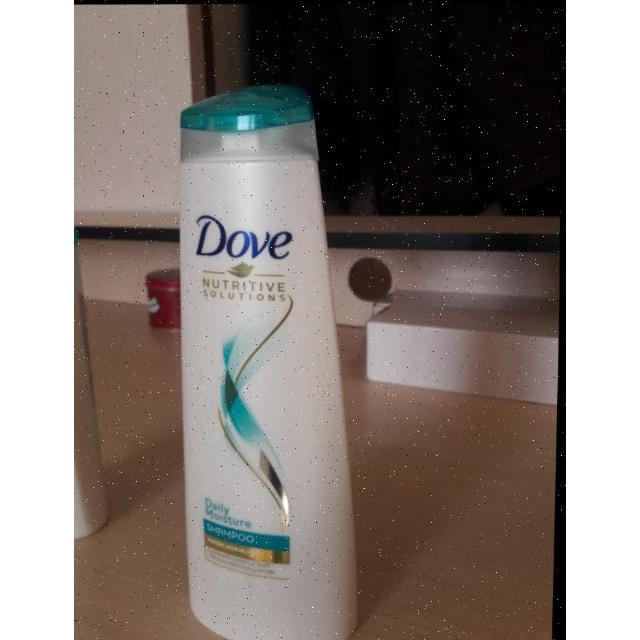 Dove
NUTRITIVE
SOLUTIONS
Daily
Moisture
SHAMPOO